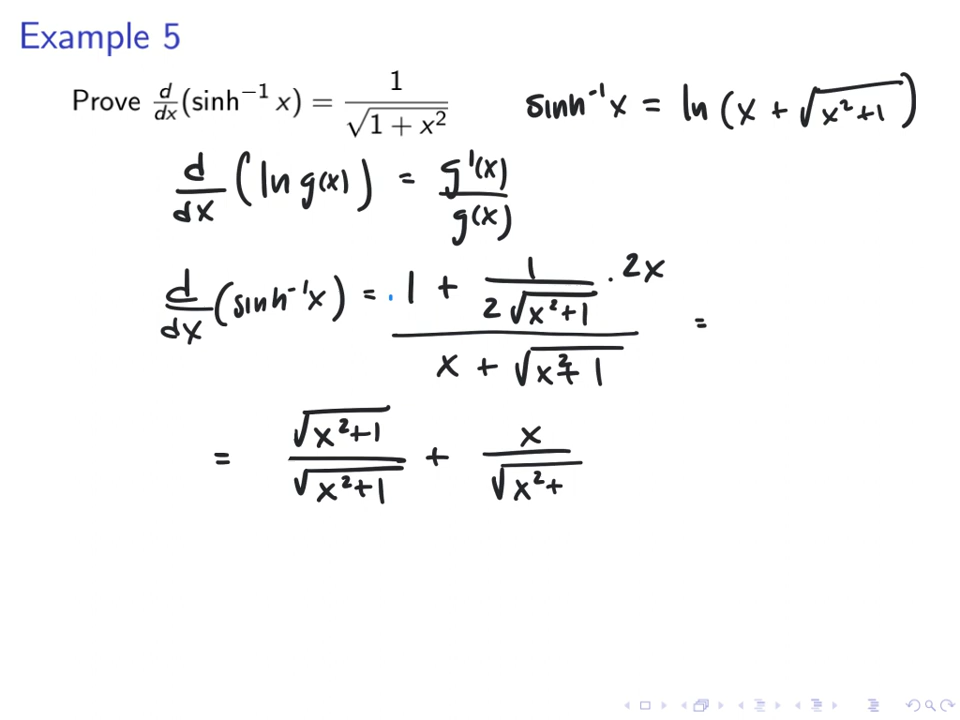 Example 5
Prove d/dx (sinh⁻¹ x) = 1/√(1 + x²)    sinh⁻¹x = ln (x + √(x²+1))
d/dx (ln g(x)) = g'(x)/g(x)
d/dx (sinh⁻¹x) = . (1 + 1/(2√(x²+1)) · 2x)/(x + √(x²+1)) =
= √(x²+1)/√(x²+1) + x/√(x²+